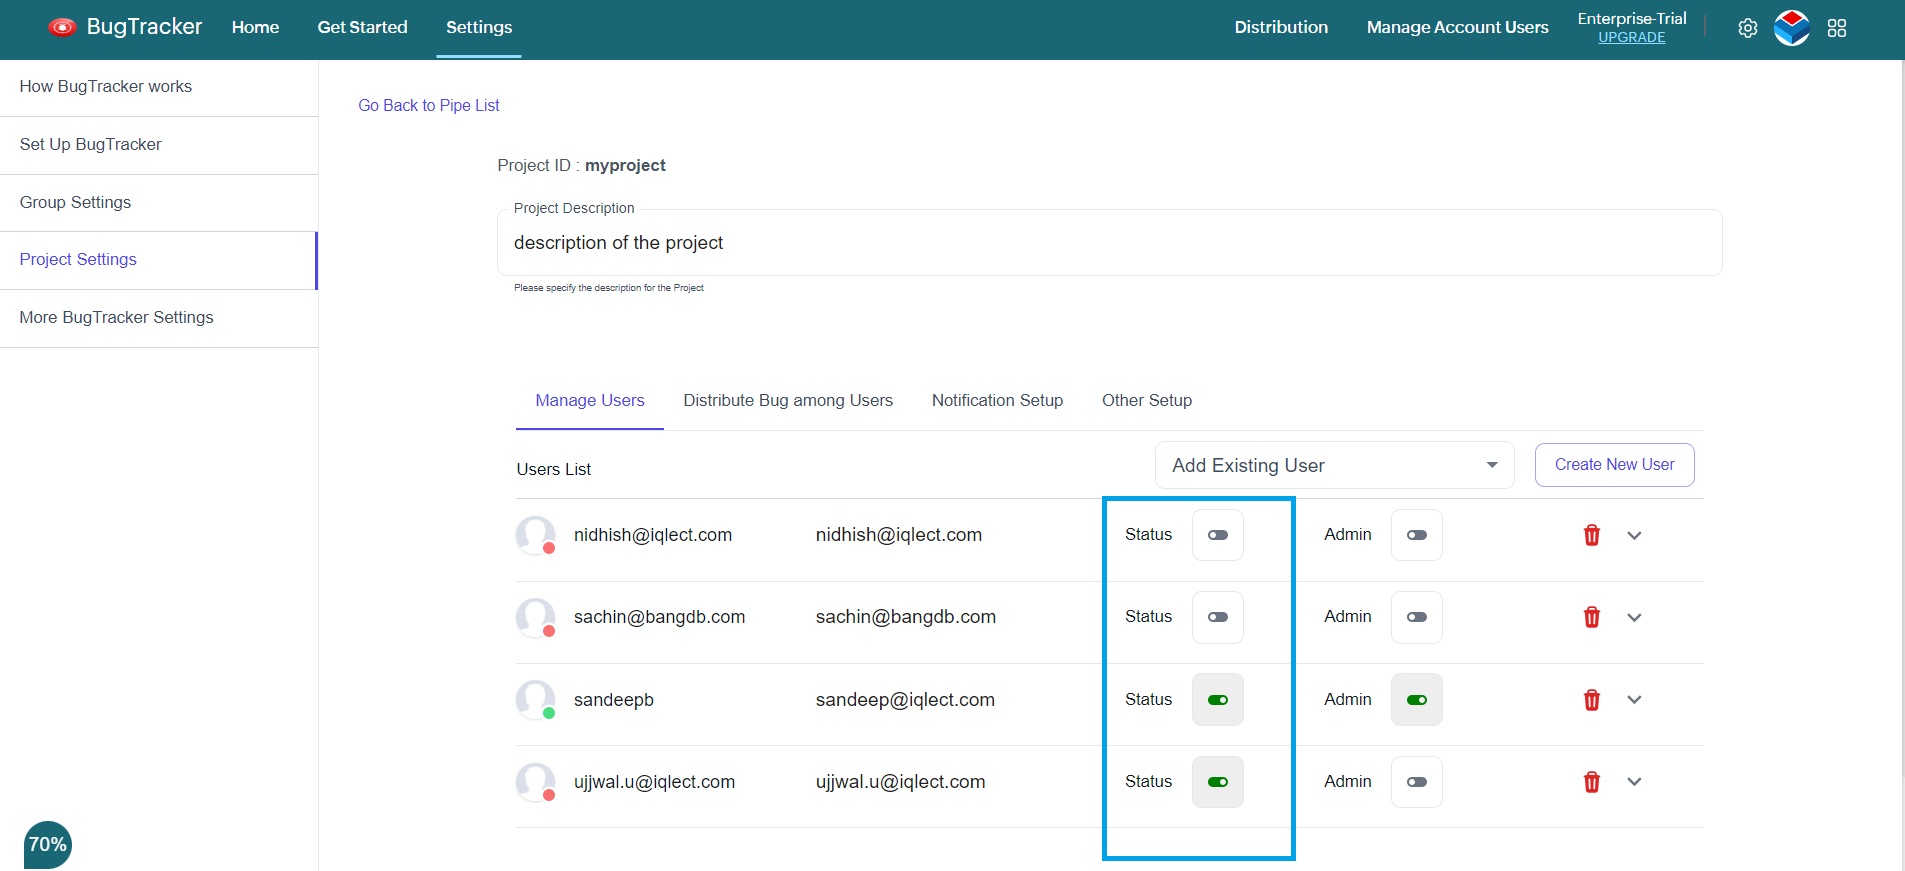 BugTracker Home Get Started Settings Distribution Manage Account Users Enterprise-Trial
UPGRADE
How BugTracker works
Set Up BugTracker
Group Settings
Project Settings
More BugTracker Settings
Go Back to Pipe List
Project ID : myproject
Project Description
description of the project
Please specify the description for the Project
Manage Users Distribute Bug among Users Notification Setup Other Setup
Users List Add Existing User Create New User
nidhish@iqlect.com nidhish@iqlect.com Status Admin
sachin@bangdb.com sachin@bangdb.com Status Admin
sandeepb sandeep@iqlect.com Status Admin
ujjwal.u@iqlect.com ujjwal.u@iqlect.com Status Admin
70%